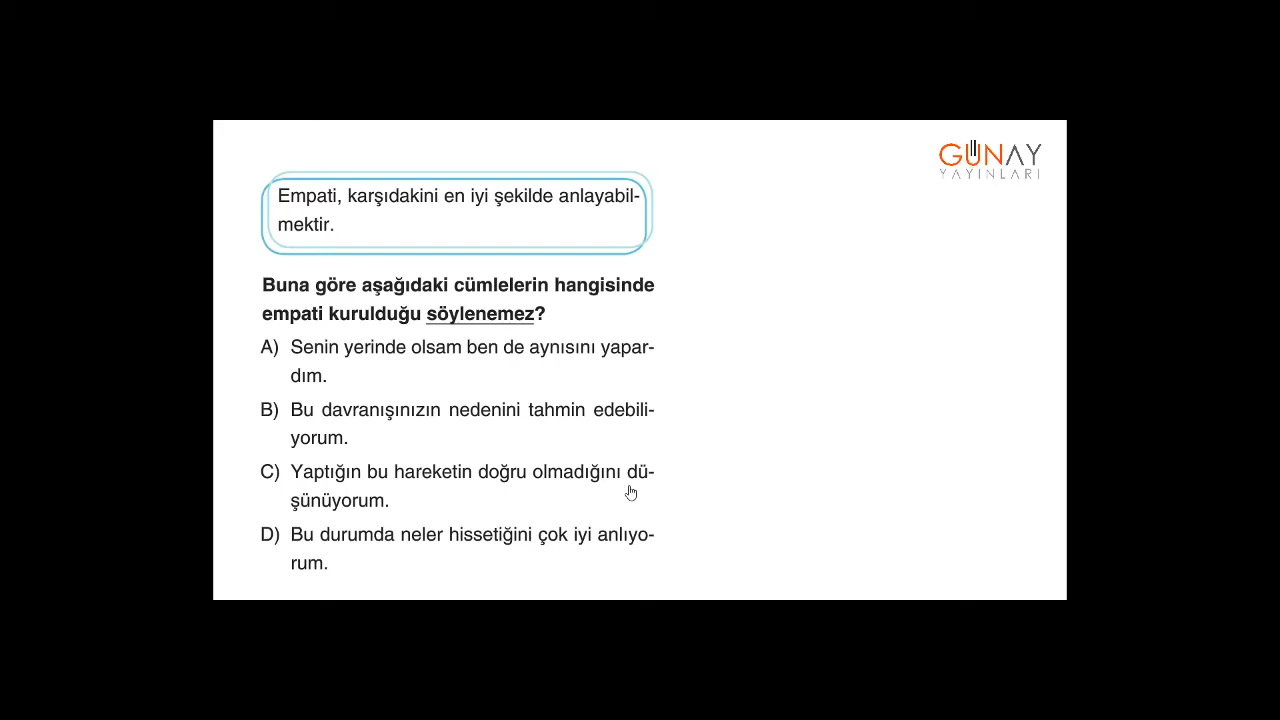 GÜNAY
YAYINLARI
Empati, karşıdakini en iyi şekilde anlayabil-
mektir.
Buna göre aşağıdaki cümlelerin hangisinde
empati kurulduğu söylenemez?
A) Senin yerinde olsam ben de aynısını yapar-
dım.
B) Bu davranışınızın nedenini tahmin edebili-
yorum.
C) Yaptığın bu hareketin doğru olmadığını dü-
şünüyorum.
D) Bu durumda neler hissetiğini çok iyi anlıyo-
rum.